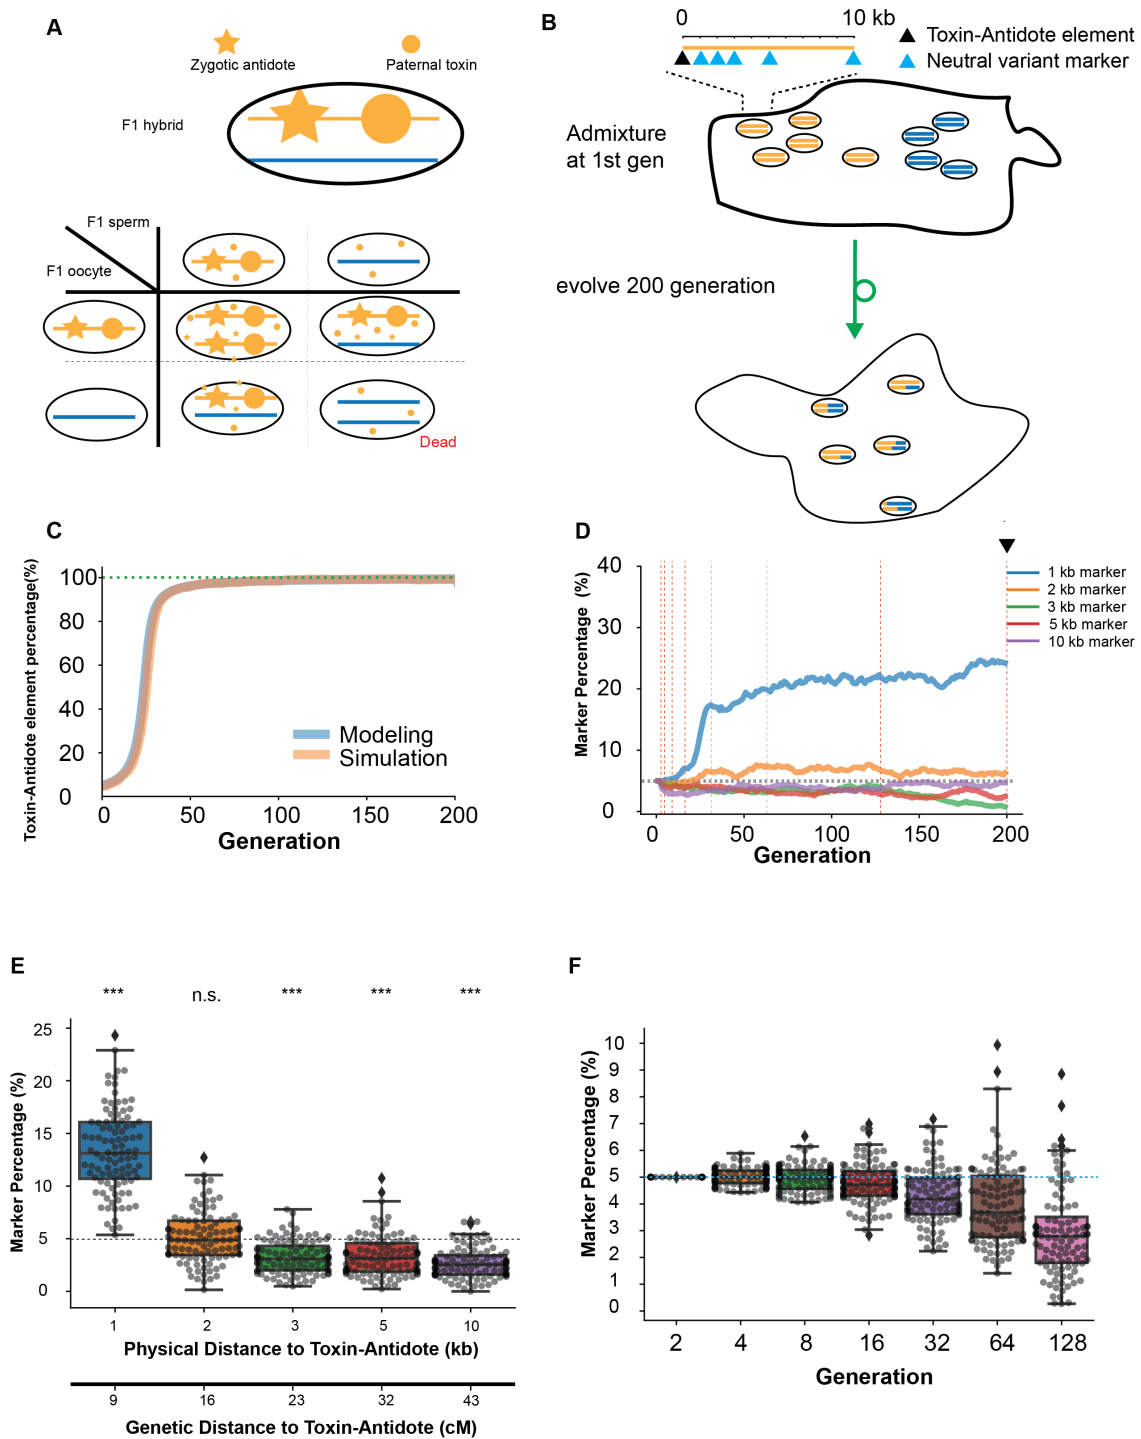 A
Zygotic antidote
Paternal toxin
F1 hybrid
F1 sperm
F1 oocyte
Dead
B
0
10 kb
Toxin-Antidote element
Neutral variant marker
Admixture
at 1st gen
evolve 200 generation
C
Toxin-Antidote element percentage(%)
100
80
60
40
20
0
Modeling
Simulation
0
50
100
150
200
Generation
D
Marker Percentage (%)
40
30
20
10
0
1 kb marker
2 kb marker
3 kb marker
5 kb marker
10 kb marker
0
50
100
150
200
Generation
E
***
n.s.
***
***
***
Marker Percentage (%)
25
20
15
10
5
0
1
2
3
5
10
Physical Distance to Toxin-Antidote (kb)
9
16
23
32
43
Genetic Distance to Toxin-Antidote (cM)
F
Marker Percentage (%)
10
9
8
7
6
5
4
3
2
1
0
2
4
8
16
32
64
128
Generation